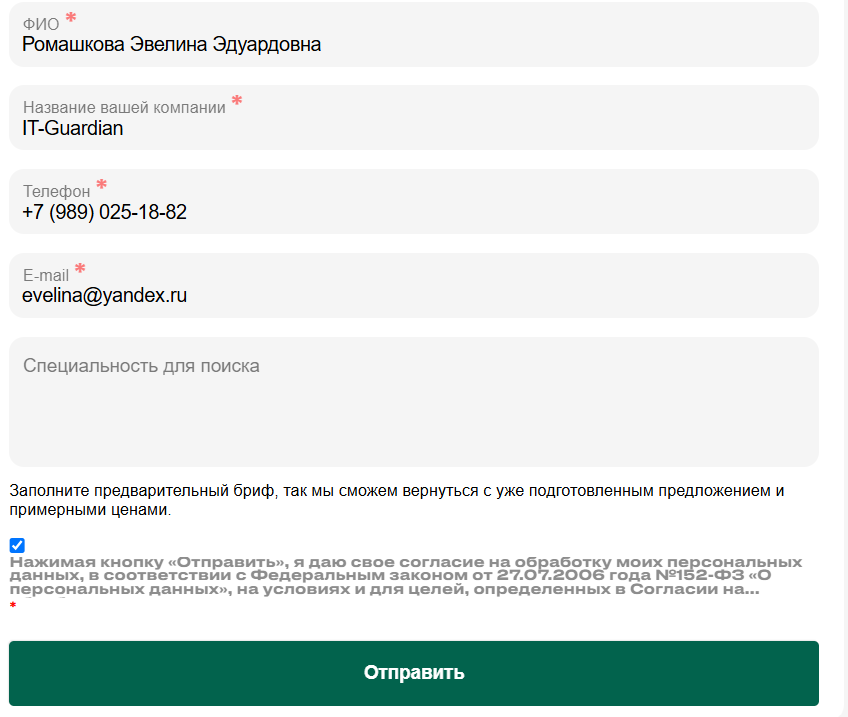 ФИО *
Ромашкова Эвелина Эдуардовна
Название вашей компании *
IT-Guardian
Телефон *
+7 (989) 025-18-82
E-mail *
evelina@yandex.ru
Специальность для поиска
Заполните предварительный бриф, так мы сможем вернуться с уже подготовленным предложением и
примерными ценами.
Нажимая кнопку «Отправить», я даю свое согласие на обработку моих персональных
данных, в соответствии с Федеральным законом от 27.07.2006 года №152-ФЗ «О
персональных данных», на условиях и для целей, определенных в Согласии на...
*
Отправить